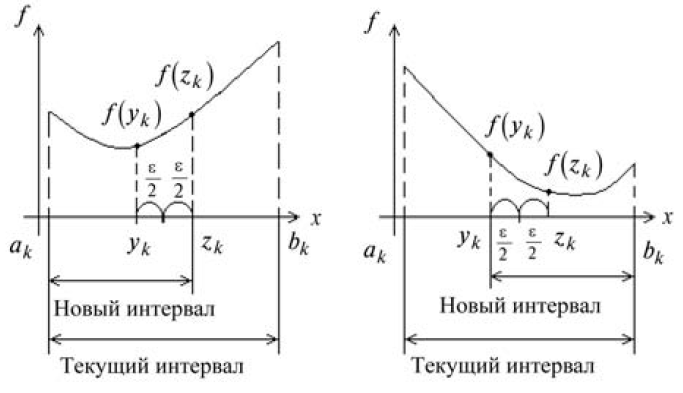 f
f(z_k)
f(y_k)
ε/2 ε/2
x
a_k y_k z_k b_k
Новый интервал
Текущий интервал
f
f(y_k)
f(z_k)
x
a_k y_k ε/2 ε/2 z_k b_k
Новый интервал
Текущий интервал